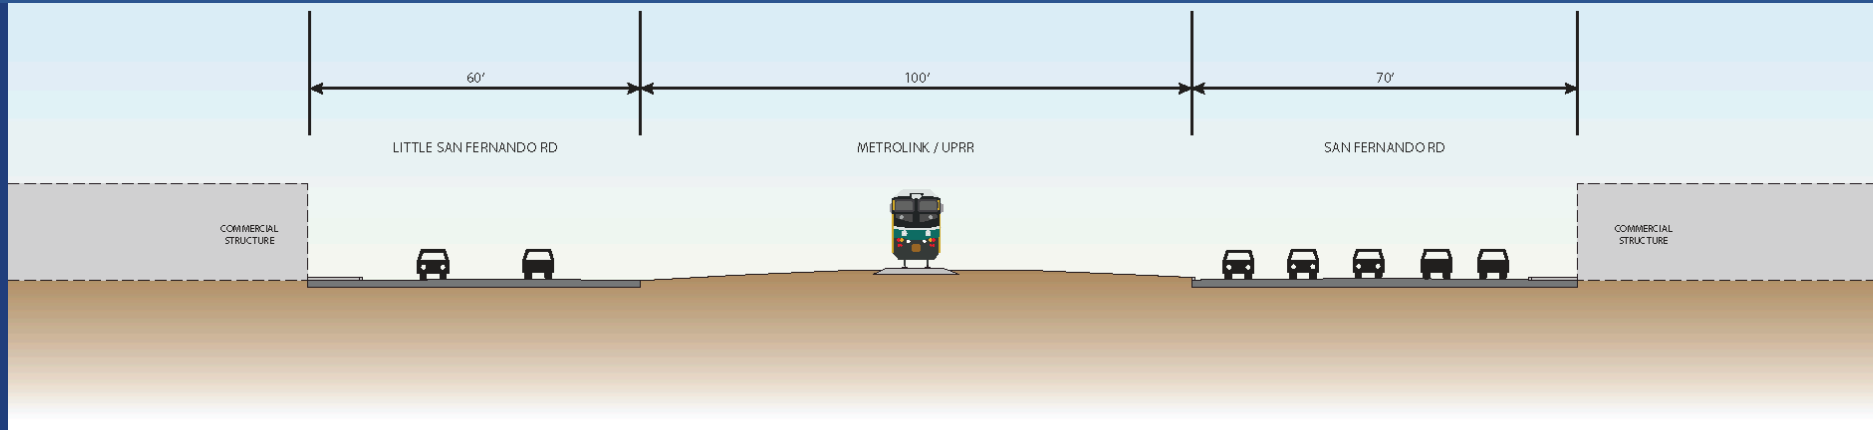 60'
100'
70'
LITTLE SAN FERNANDO RD
METROLINK / UPRR
SAN FERNANDO RD
COMMERCIAL
STRUCTURE
COMMERCIAL
STRUCTURE